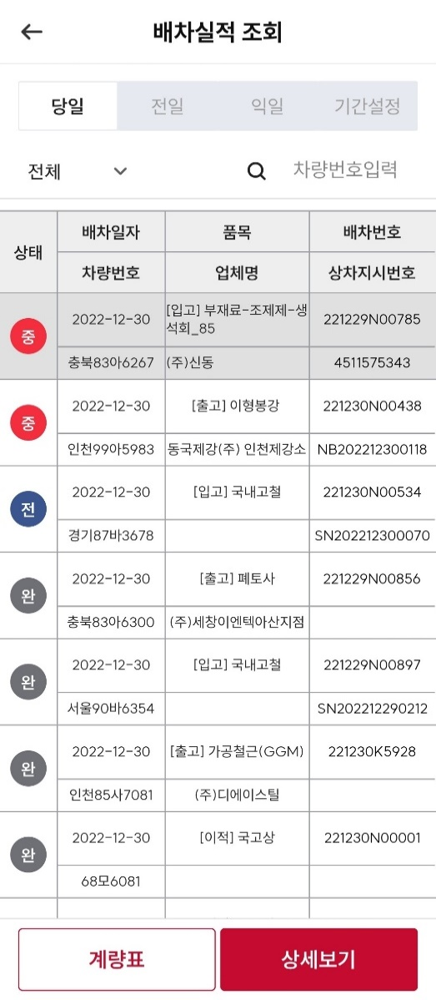 배차실적 조회
당일 전일 익일 기간설정
전체 차량번호입력
상태 배차일자 품목 배차번호
차량번호 업체명 상차지시번호
중 2022-12-30 [입고] 부재료-조제제-생석회_85 221229N00785
충북83아6267 (주)신동 4511575343
중 2022-12-30 [출고] 이형봉강 221230N00438
인천99아5983 동국제강(주) 인천제강소 NB202212300118
전 2022-12-30 [입고] 국내고철 221230N00534
경기87바3678 SN202212300070
완 2022-12-30 [출고] 폐토사 221229N00856
충북83아6300 (주)세창이엔텍아산지점
완 2022-12-30 [입고] 국내고철 221229N00897
서울90바6354 SN202212290212
완 2022-12-30 [출고] 가공철근(GGM) 221230K5928
인천85사7081 (주)디에이스틸
완 2022-12-30 [이적] 국고상 221230N00001
68모6081
계량표 상세보기